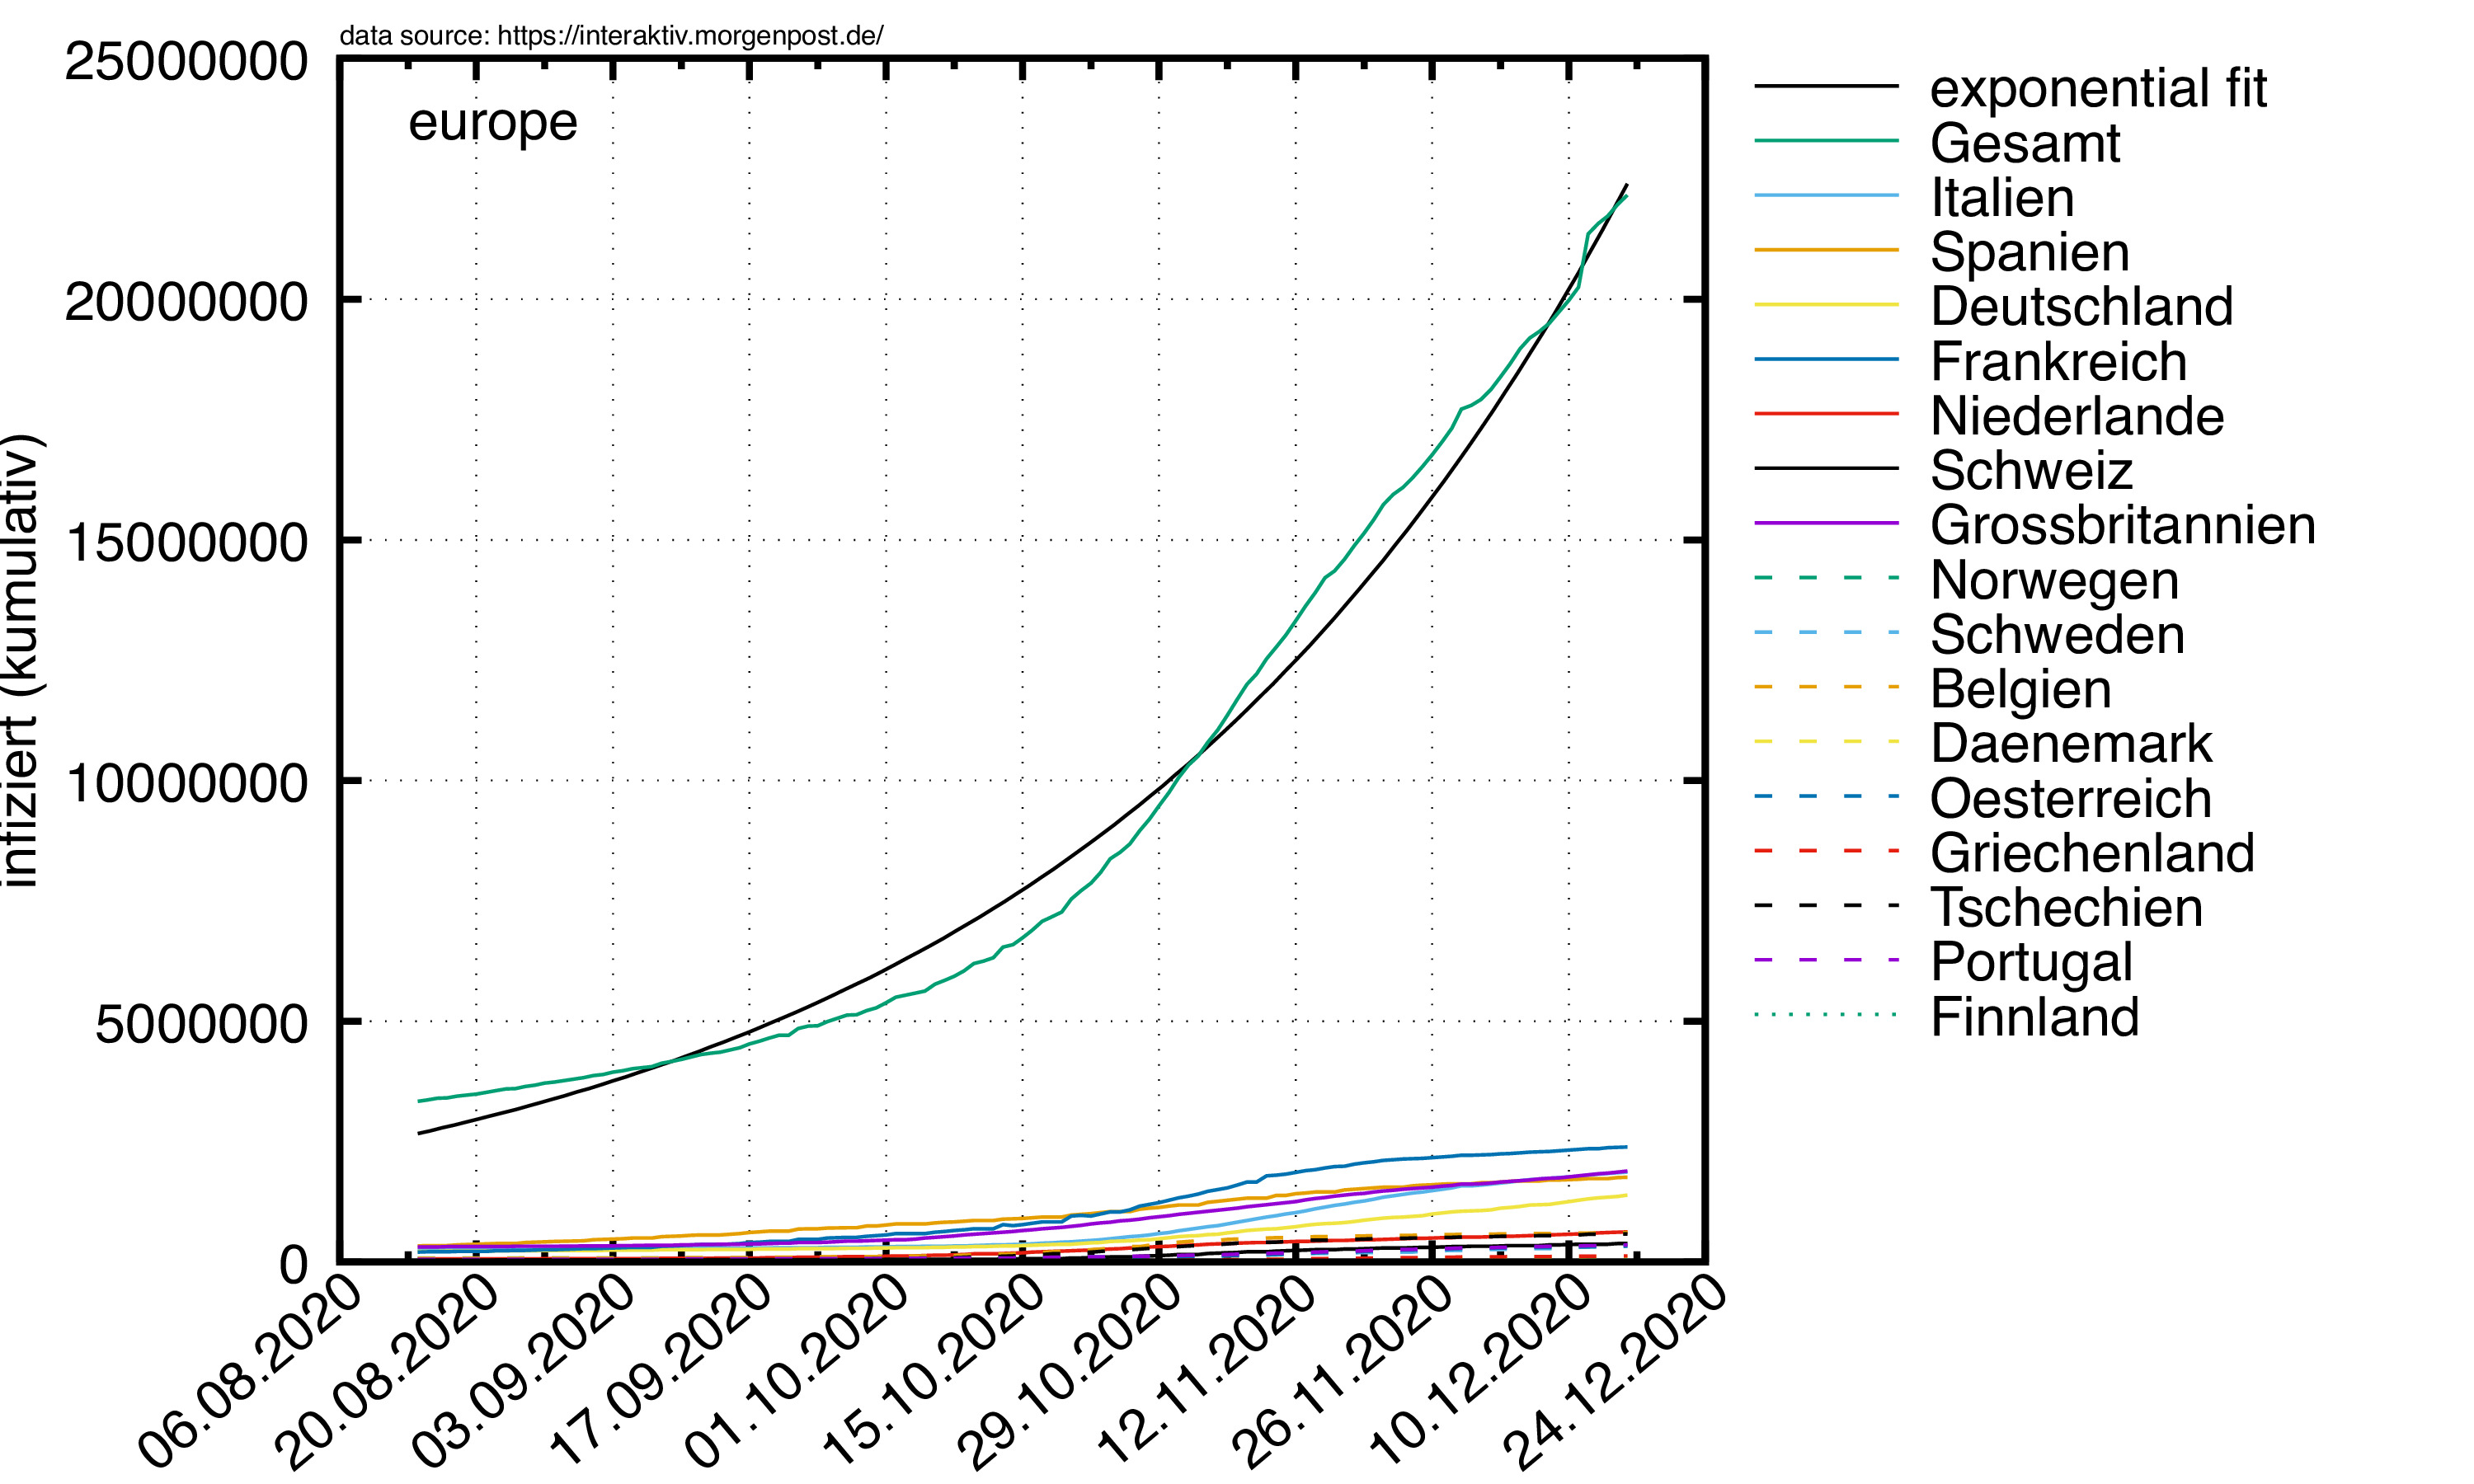 data source: https://interaktiv.morgenpost.de/
25000000
20000000
15000000
10000000
5000000
0
infiziert (kumulativ)
europe
06.08.2020
20.08.2020
03.09.2020
17.09.2020
01.10.2020
15.10.2020
29.10.2020
12.11.2020
26.11.2020
10.12.2020
24.12.2020
exponential fit
Gesamt
Italien
Spanien
Deutschland
Frankreich
Niederlande
Schweiz
Grossbritannien
Norwegen
Schweden
Belgien
Daenemark
Oesterreich
Griechenland
Tschechien
Portugal
Finnland